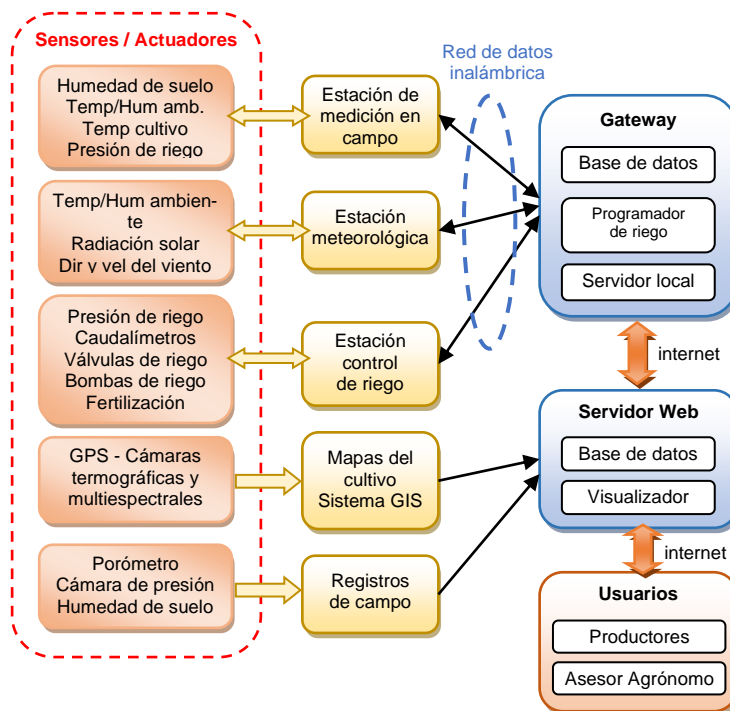 Sensores / Actuadores
Humedad de suelo
Temp/Hum amb.
Temp cultivo
Presión de riego
Temp/Hum ambien-
te
Radiación solar
Dir y vel del viento
Presión de riego
Caudalímetros
Válvulas de riego
Bombas de riego
Fertilización
GPS - Cámaras
termográficas y
multiespectrales
Porómetro
Cámara de presión
Humedad de suelo
Estación de
medición en
campo
Estación
meteorológica
Estación
control
de riego
Mapas del
cultivo
Sistema GIS
Registros
de campo
Red de datos
inalámbrica
Gateway
Base de datos
Programador
de riego
Servidor local
internet
Servidor Web
Base de datos
Visualizador
internet
Usuarios
Productores
Asesor Agrónomo